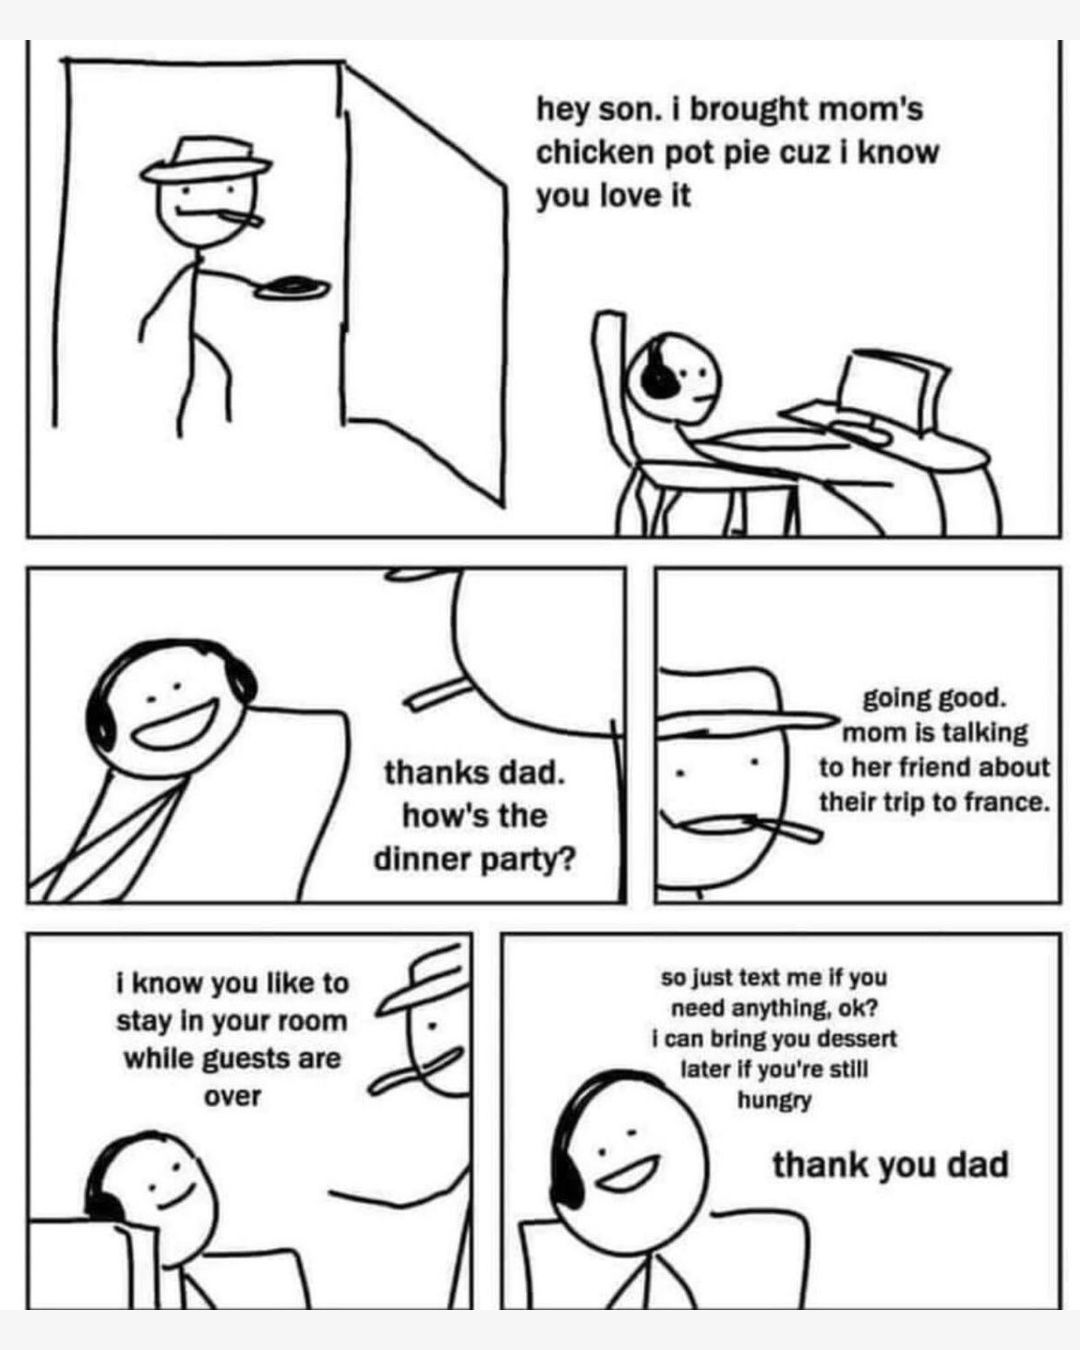 hey son. i brought mom's
chicken pot pie cuz i know
you love it
thanks dad.
how's the
dinner party?
going good.
mom is talking
to her friend about
their trip to france.
i know you like to
stay in your room
while guests are
over
so just text me if you
need anything, ok?
i can bring you dessert
later if you're still
hungry
thank you dad